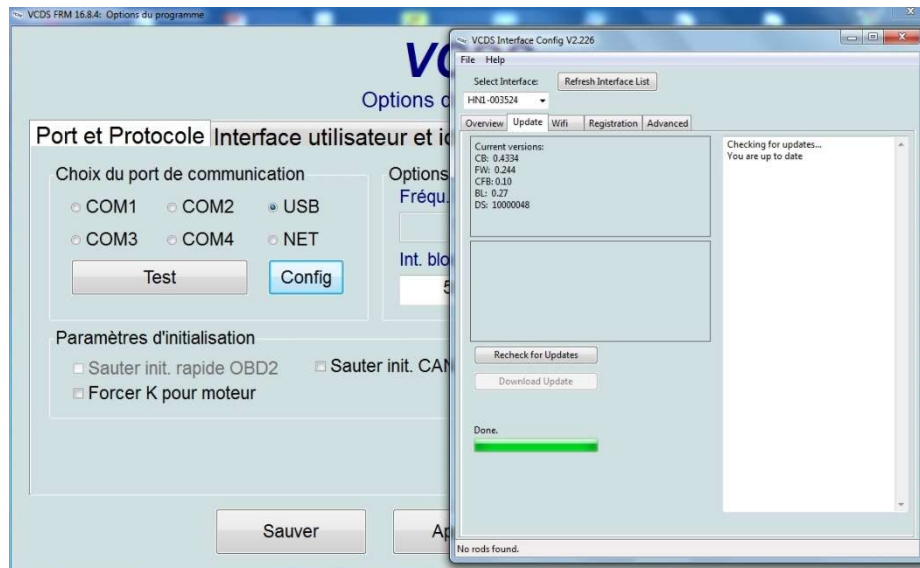 VCDS FRM 16.8.4: Options du programme
Options d
Port et Protocole Interface utilisateur et
Choix du port de communication
Options
COM1 COM2 USB
Fréqu.
COM3 COM4 NET
Test Config
Int. blo
5
Paramètres d'initialisation
Sauter init. rapide OBD2 Sauter init. CAN
Forcer K pour moteur
Sauver
VCDS Interface Config V2.226
File Help
Select Interface: Refresh Interface List
HN1-003524
Overview Update Wifi Registration Advanced
Current versions:
CB: 0.4334
FW: 0.244
CFB: 0.10
BL: 0.27
DS: 10000048
Checking for updates...
You are up to date
Recheck for Updates
Download Update
Done.
No rods found.